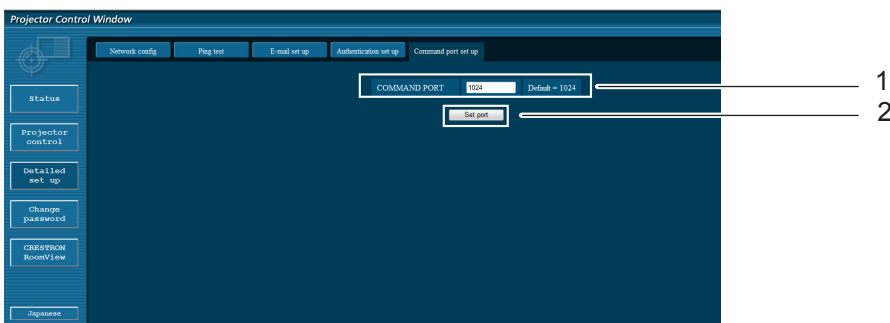 Projector Control Window
Network config Ping test E-mail set up Authentication set up Command port set up
COMMAND PORT 1024 Default = 1024 1
Set port 2
Status
Projector
control
Detailed
set up
Change
password
CRESTRON
RoomView
Japanese